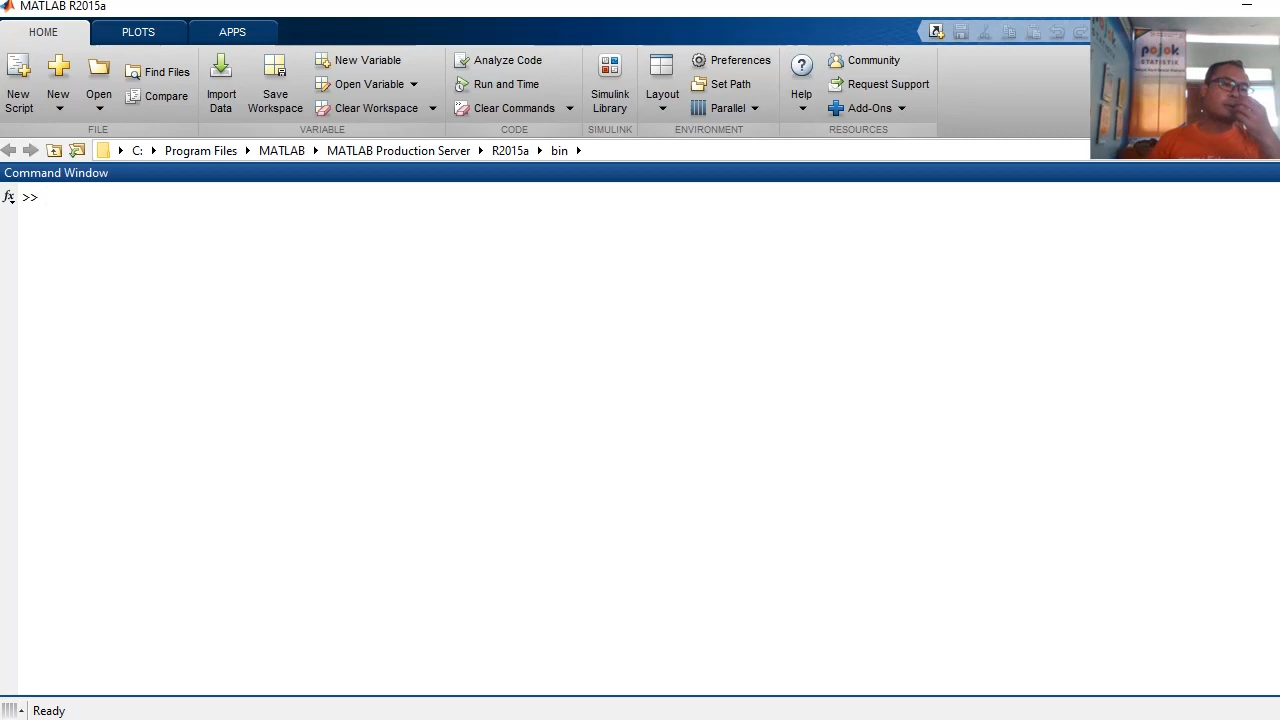 MATLAB R2015a
HOME PLOTS APPS
New Script
New
Open
Find Files
Compare
FILE
Import Data
Save Workspace
New Variable
Open Variable
Clear Workspace
VARIABLE
Analyze Code
Run and Time
Clear Commands
CODE
Simulink Library
SIMULINK
Layout
Preferences
Set Path
Parallel
ENVIRONMENT
Help
Community
Request Support
Add-Ons
RESOURCES
pojok
STATISTIK
C: Program Files MATLAB MATLAB Production Server R2015a bin
Command Window
fx >>
Ready